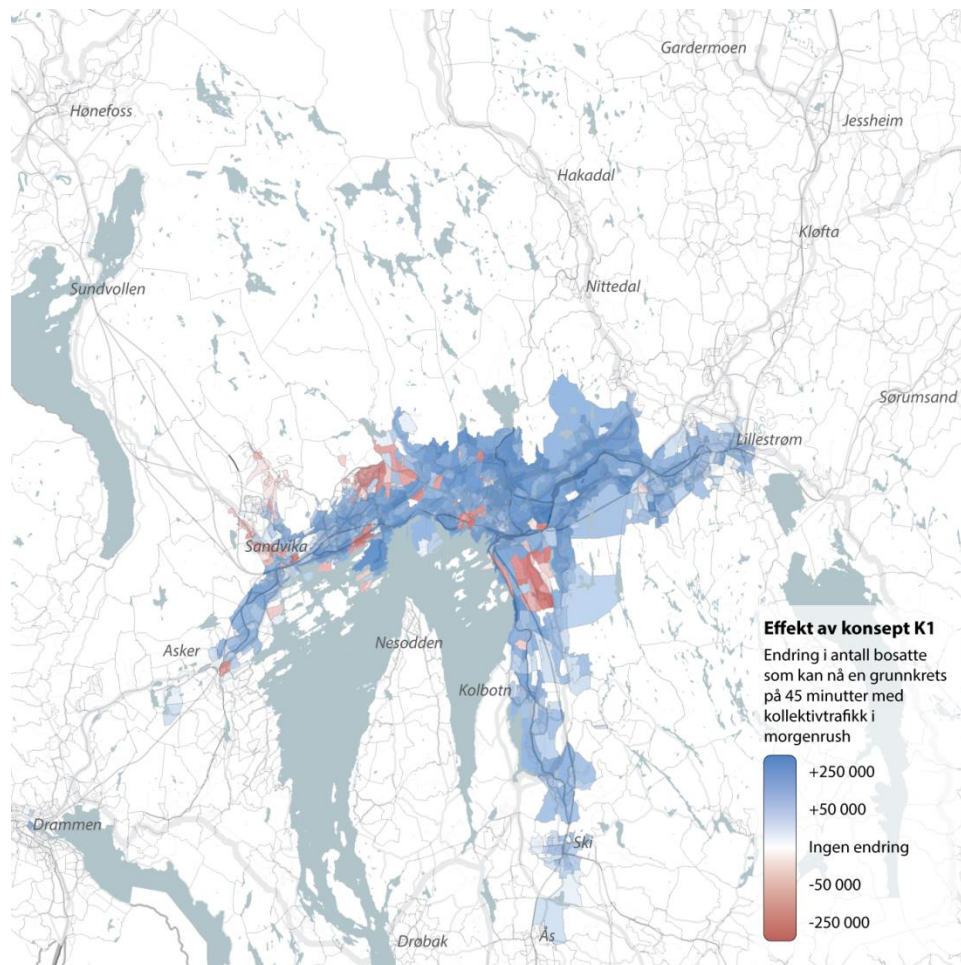 Gardermoen
Hønefoss
Jessheim
Hakadal
Kløfta
Sundvollen
Nittedal
Sørumsand
Lillestrøm
Sandvika
Asker
Nesodden
Kolbotn
Drammen
Ski
Drøbak
Ås
Effekt av konsept K1
Endring i antall bosatte
som kan nå en grunnkrets
på 45 minutter med
kollektivtrafikk i
morgenrush
+250 000
+50 000
Ingen endring
-50 000
-250 000